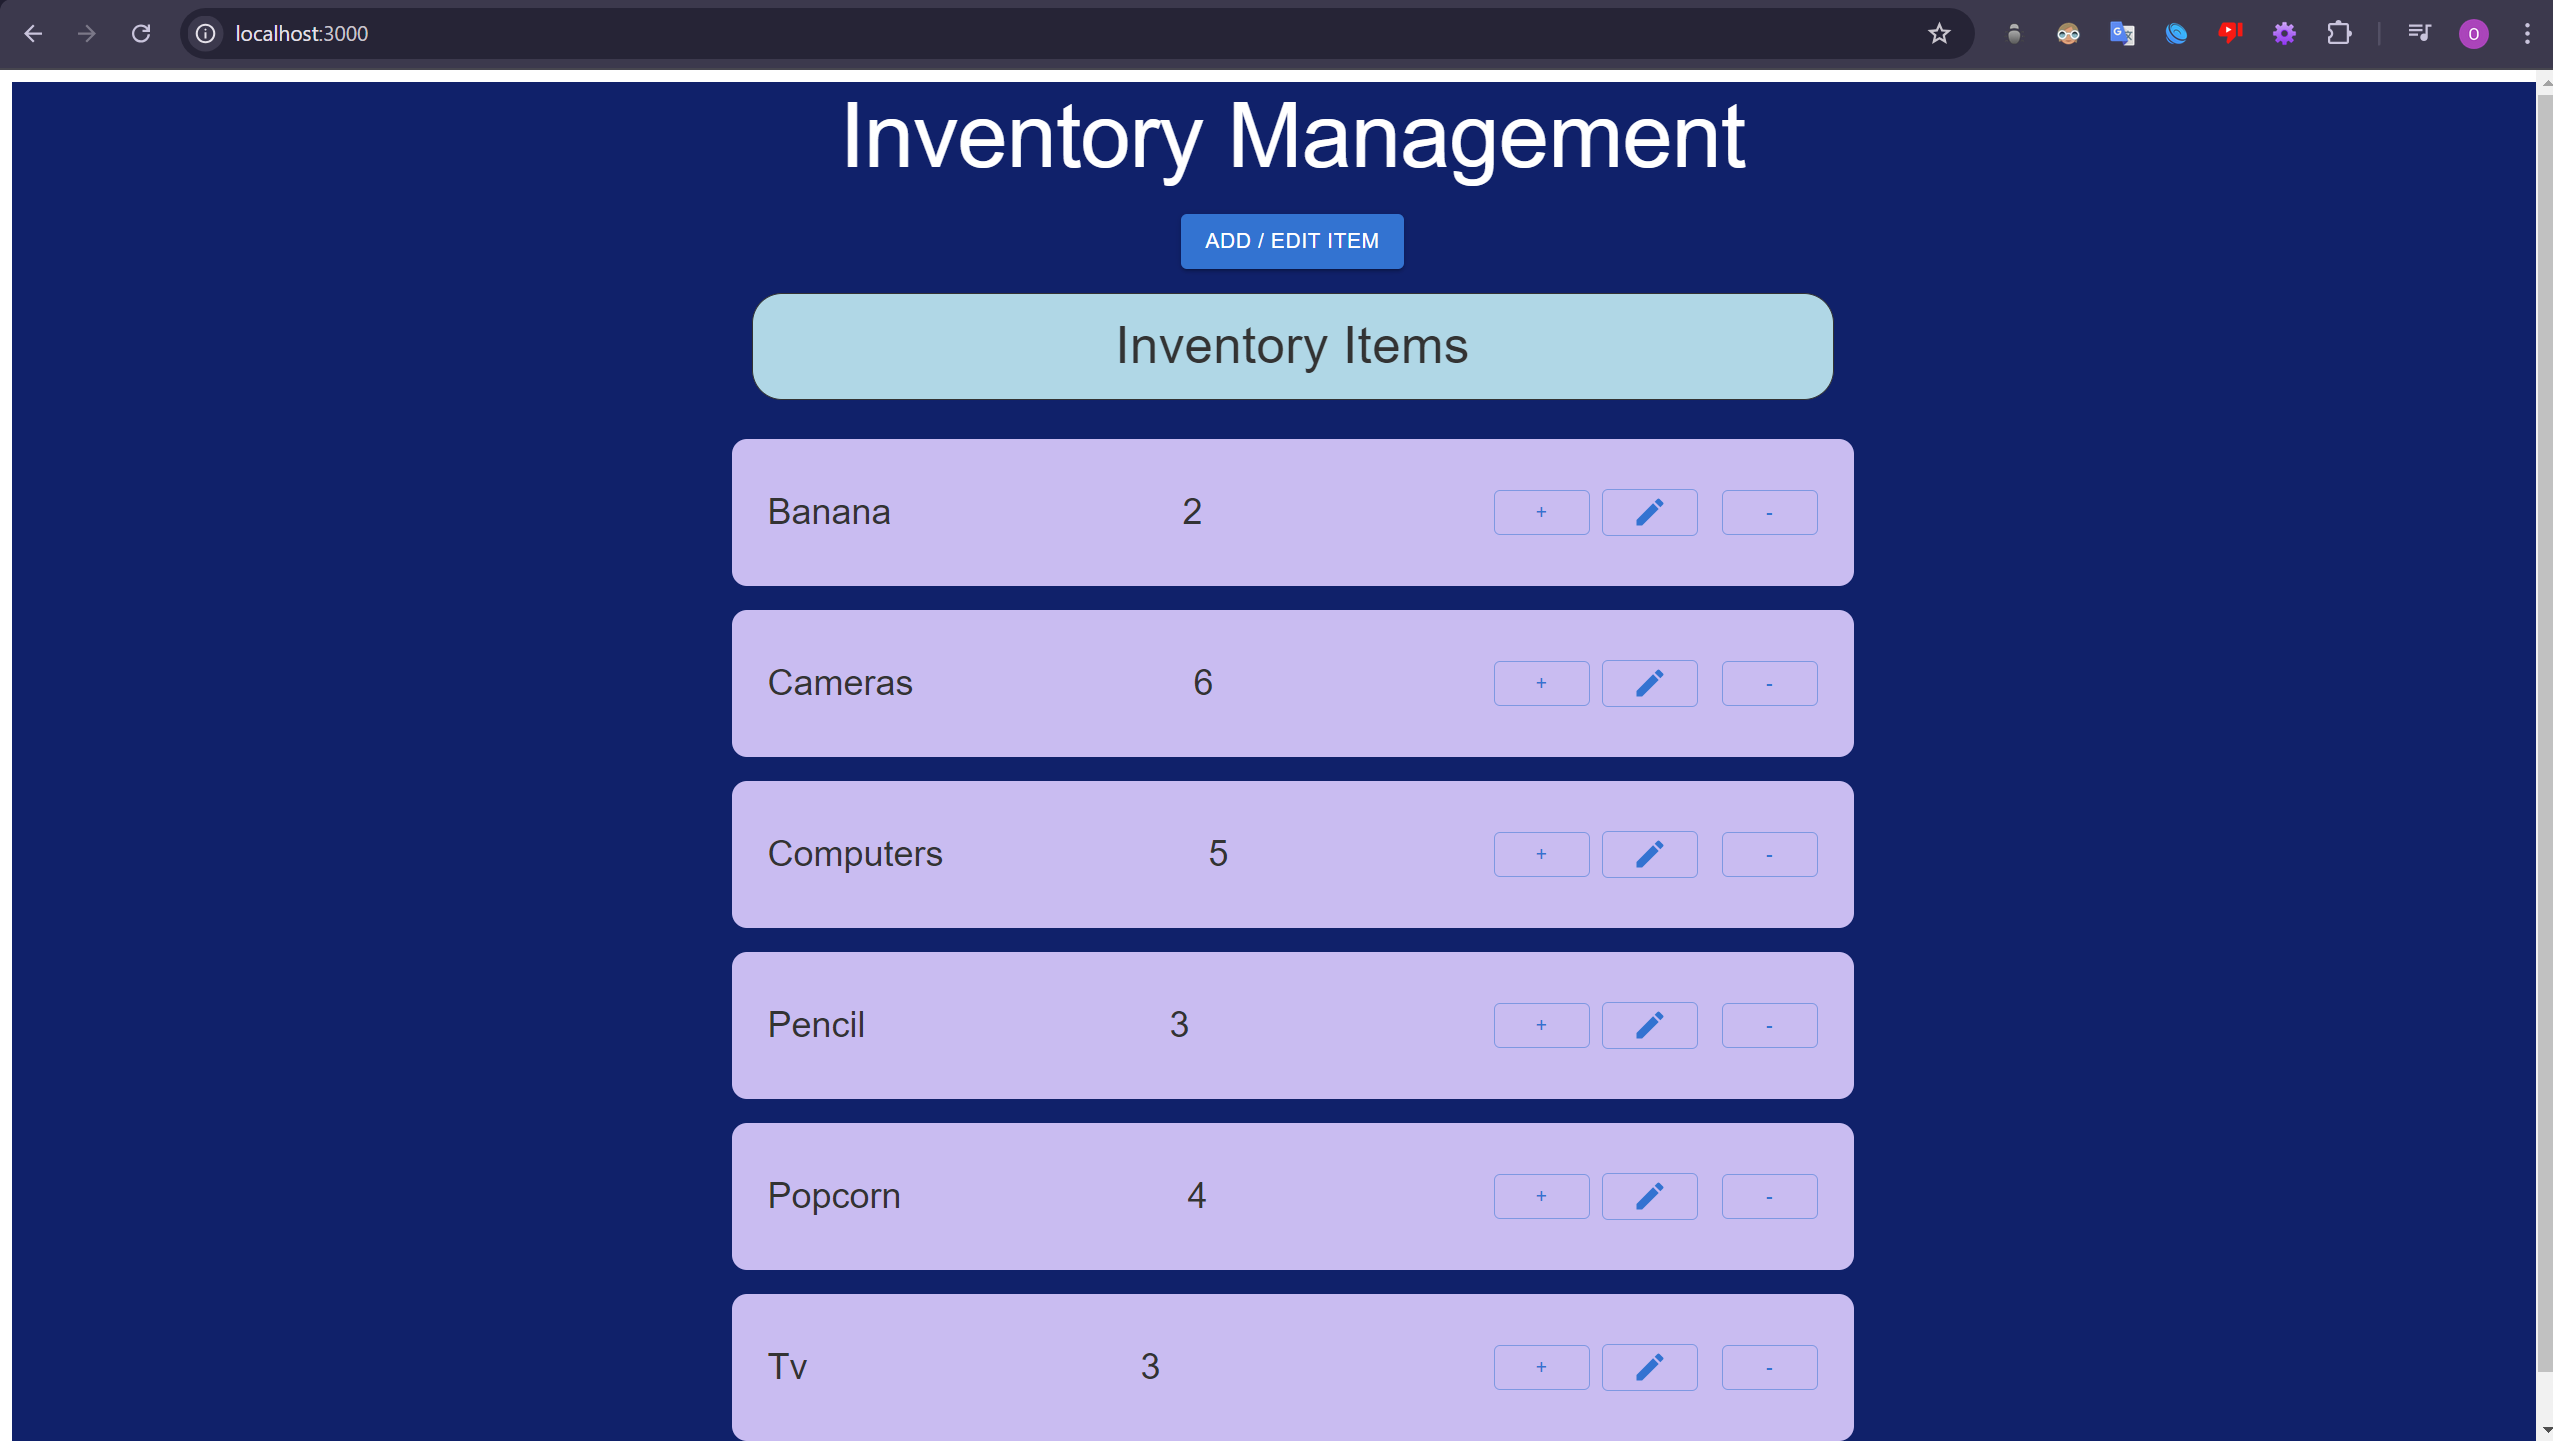 localhost:3000
O
Inventory Management
ADD / EDIT ITEM
Inventory Items
Banana 2 + -
Cameras 6 + -
Computers 5 + -
Pencil 3 + -
Popcorn 4 + -
Tv 3 + -